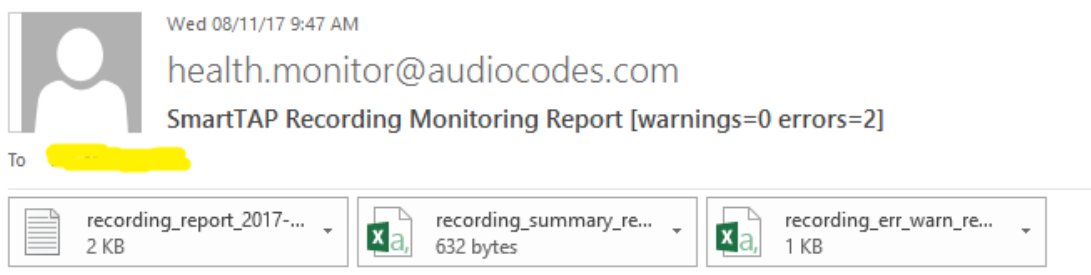 Wed 08/11/17 9:47 AM
health.monitor@audiocodes.com
SmartTAP Recording Monitoring Report [warnings=0 errors=2]
To
recording_report_2017-... recording_summary_re... recording_err_warn_re...
2 KB 632 bytes 1 KB